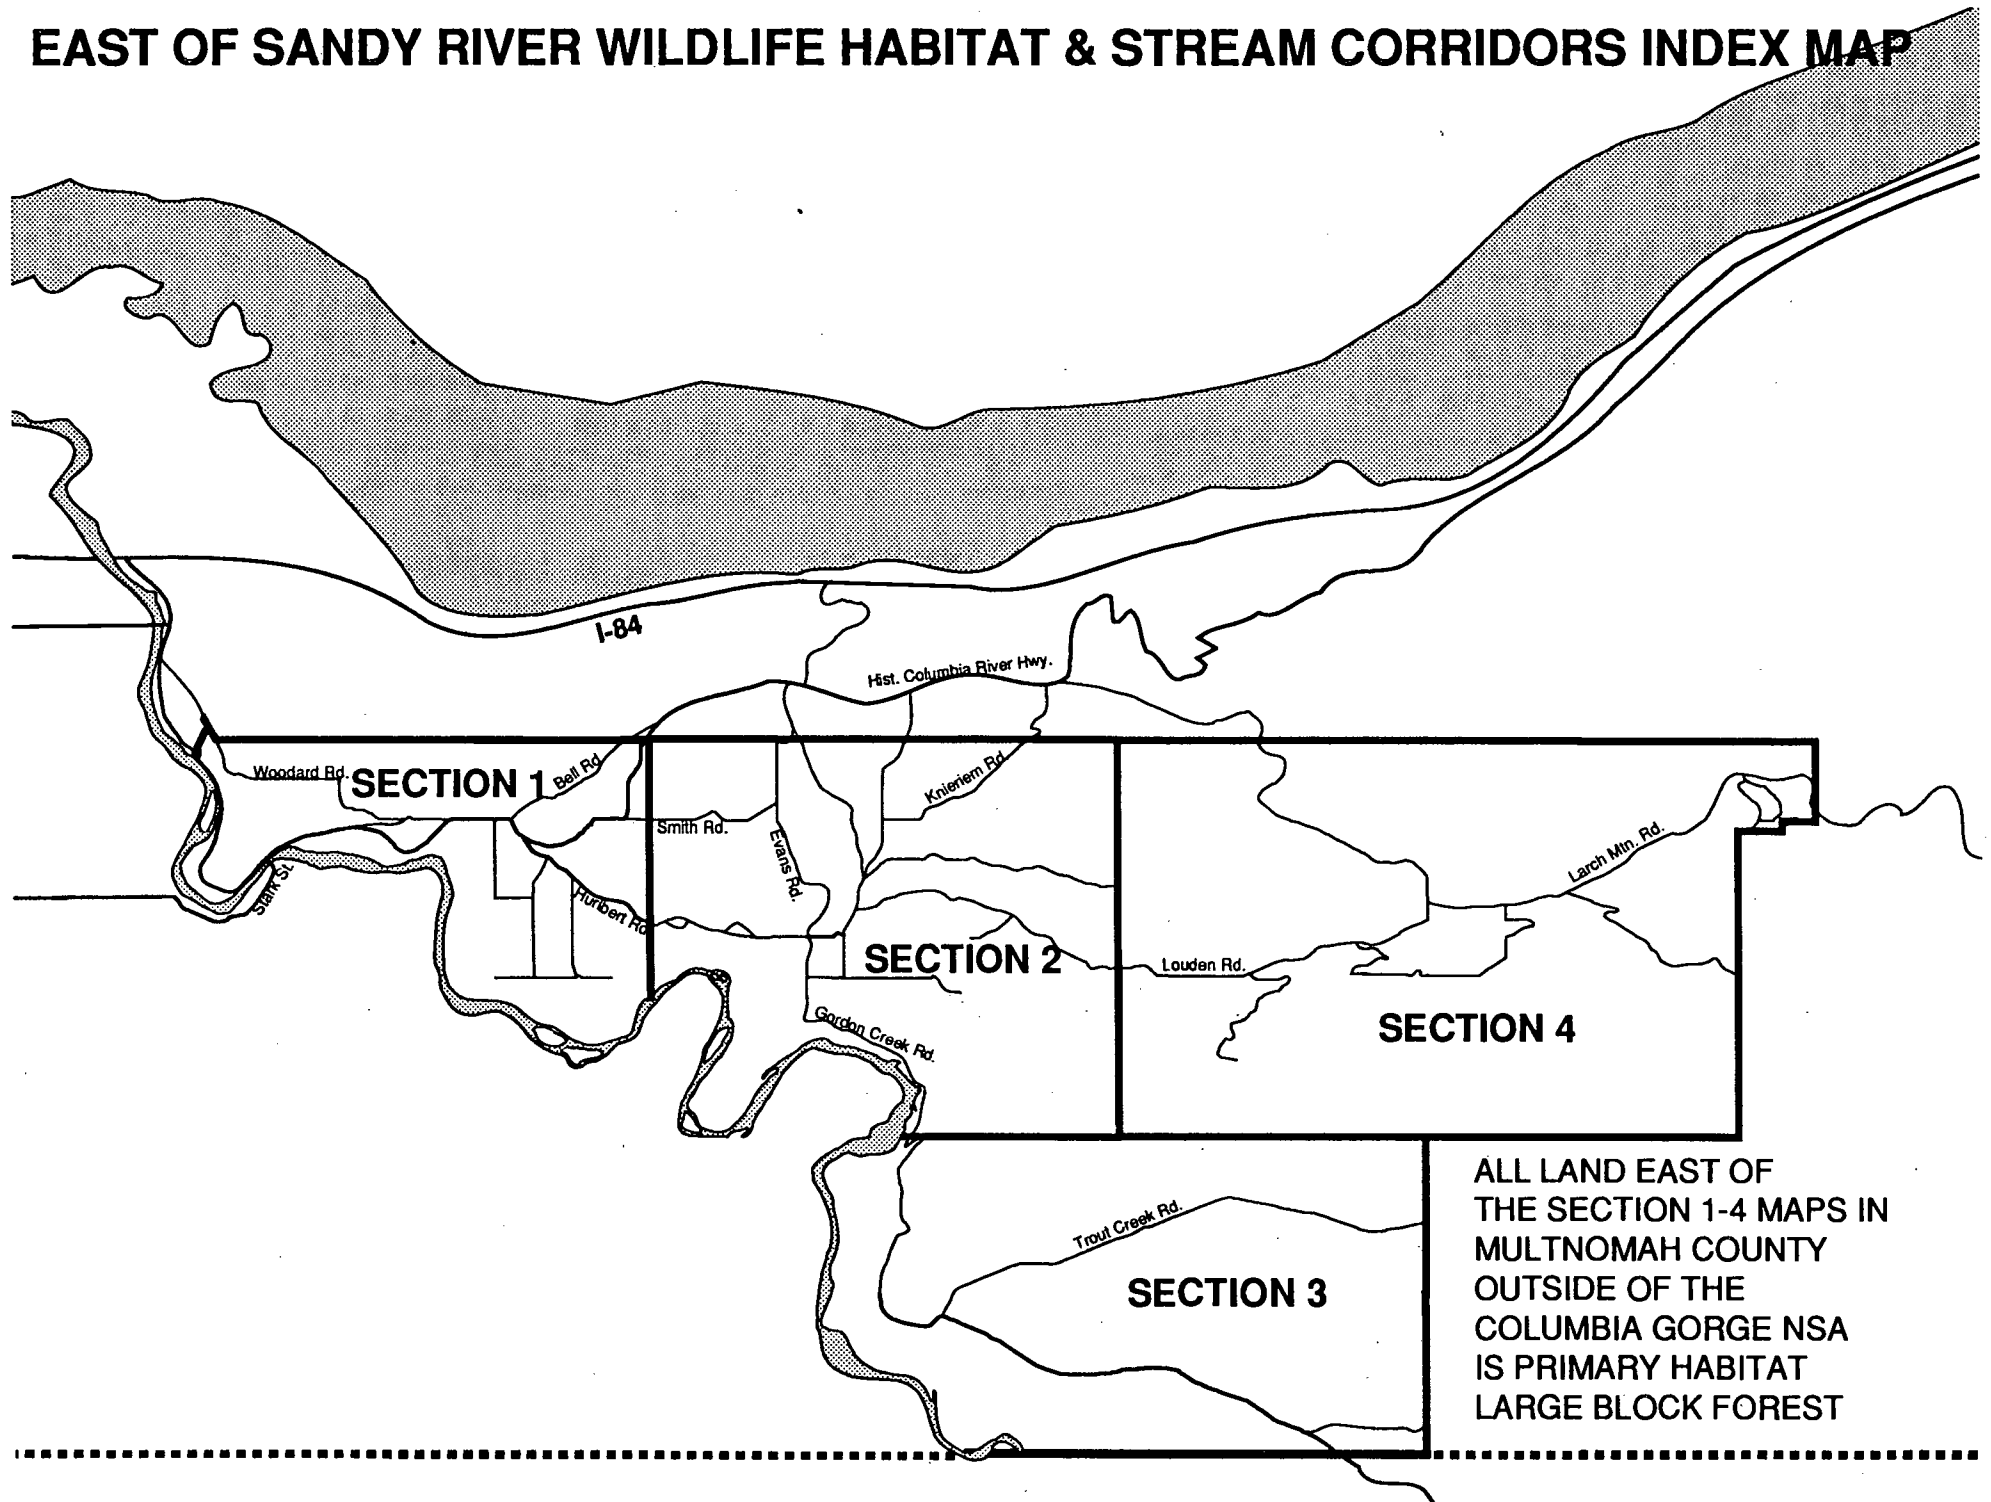 EAST OF SANDY RIVER WILDLIFE HABITAT & STREAM CORRIDORS INDEX MAP
I-84
Hist. Columbia River Hwy.
Woodard Rd.
SECTION 1
Bell Rd
Knieriem Rd.
Smith Rd.
Evans Rd.
Larch Mtn. Rd.
Stark St.
Hurlbert Rd
SECTION 2
Louden Rd.
Gordon Creek Rd.
SECTION 4
Trout Creek Rd.
SECTION 3
ALL LAND EAST OF
THE SECTION 1-4 MAPS IN
MULTNOMAH COUNTY
OUTSIDE OF THE
COLUMBIA GORGE NSA
IS PRIMARY HABITAT
LARGE BLOCK FOREST